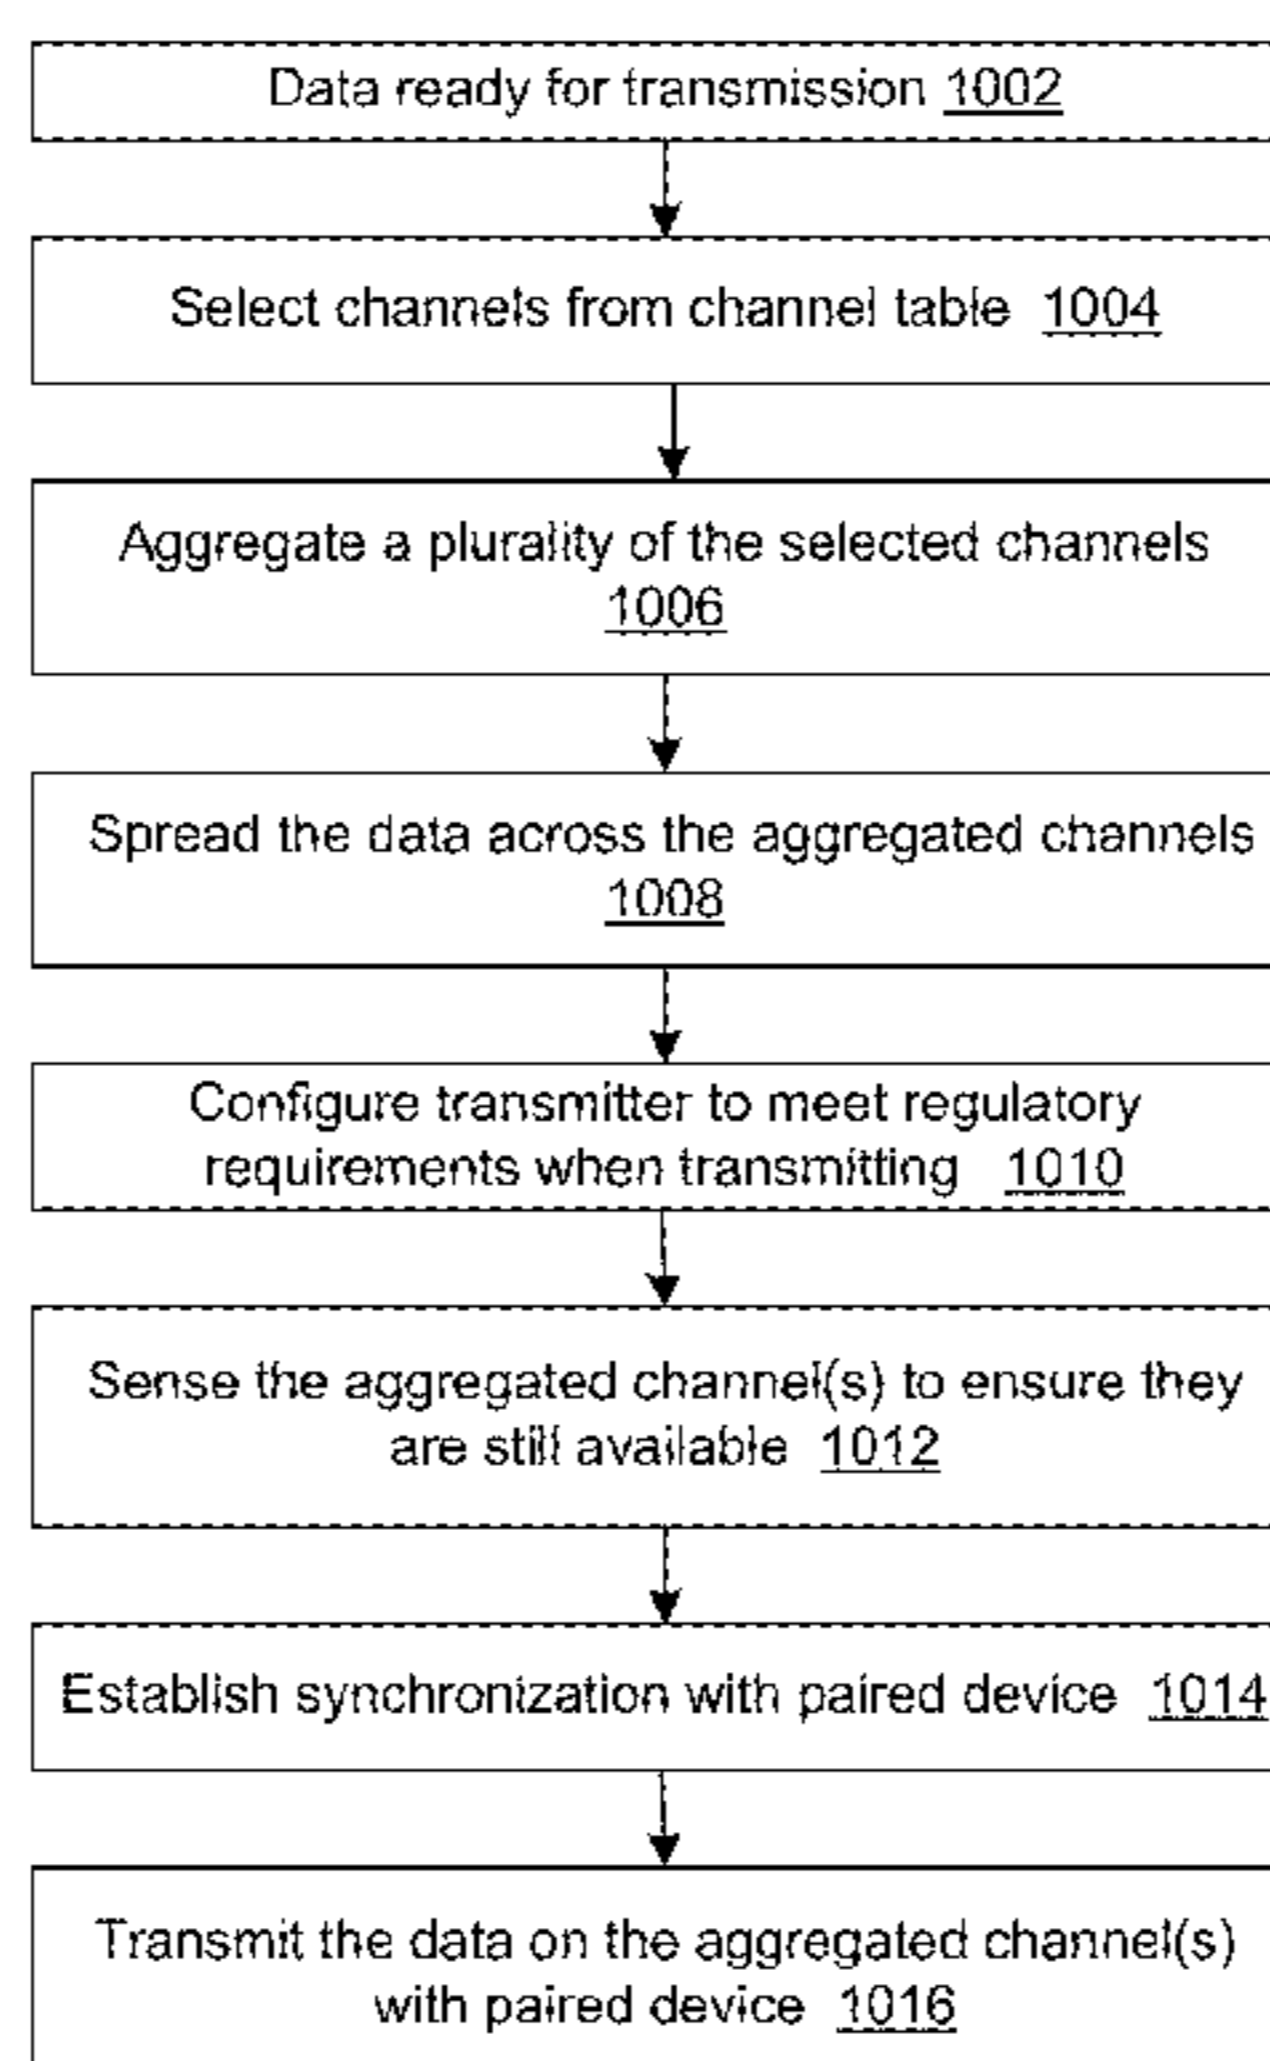 Data ready for transmission 1002
Select channels from channel table 1004
Aggregate a plurality of the selected channels
1006
Spread the data across the aggregated channels
1008
Configure transmitter to meet regulatory
requirements when transmitting 1010
Sense the aggregated channel(s) to ensure they
are still available 1012
Establish synchronization with paired device 1014
Transmit the data on the aggregated channel(s)
with paired device 1016